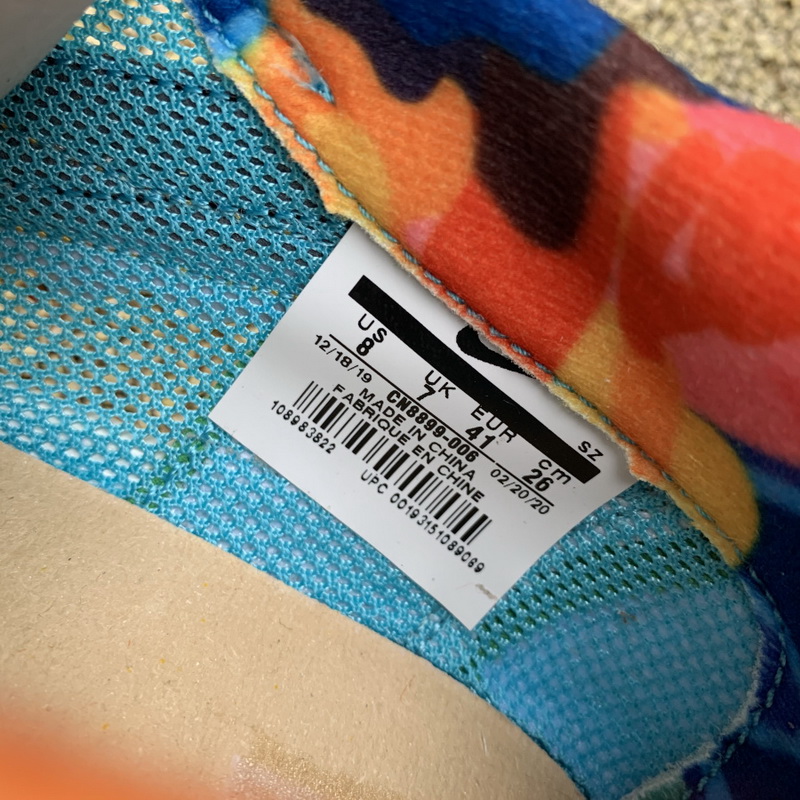 SZ
US UK EUR cm
8 7 41 26
12/18/19 CN8899-006 02/20/20
MADE IN CHINA
FABRIQUE EN CHINE
108983822
UPC 00193151089069